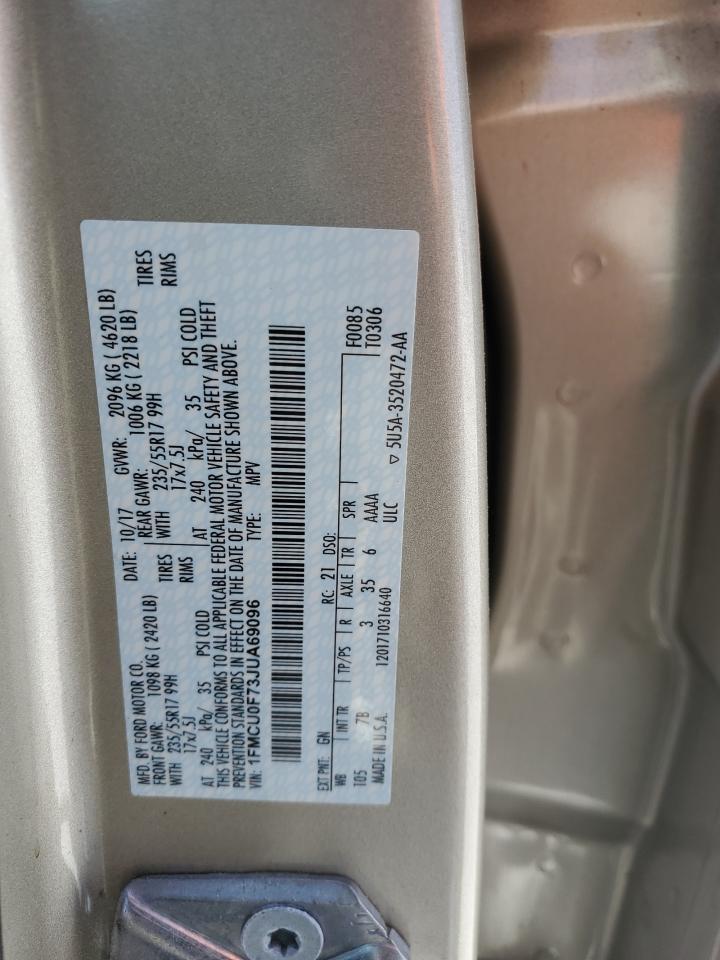 MFD. BY FORD MOTOR CO.
DATE: 10/17 GVWR: 2096 KG ( 4620 LB)
FRONT GAWR: 1098 KG ( 2420 LB) REAR GAWR: 1006 KG ( 2218 LB)
WITH 235/55R17 99H TIRES WITH 235/55R17 99H TIRES
17x7.5J RIMS 17x7.5J RIMS
AT 240 kPa/ 35 PSI COLD AT 240 kPa/ 35 PSI COLD
THIS VEHICLE CONFORMS TO ALL APPLICABLE FEDERAL MOTOR VEHICLE SAFETY AND THEFT
PREVENTION STANDARDS IN EFFECT ON THE DATE OF MANUFACTURE SHOWN ABOVE.
VIN: 1FMCU0F73JUA69096 TYPE: MPV
EXT PNT: GN RC: 21 DSO: F0085
WB INT TR TP/PS R AXLE TR SPR T0306
105 7B 3 35 6 AAAA
MADE IN U.S.A. 1201710316640 ULC
▽ 5U5A-3520472-AA